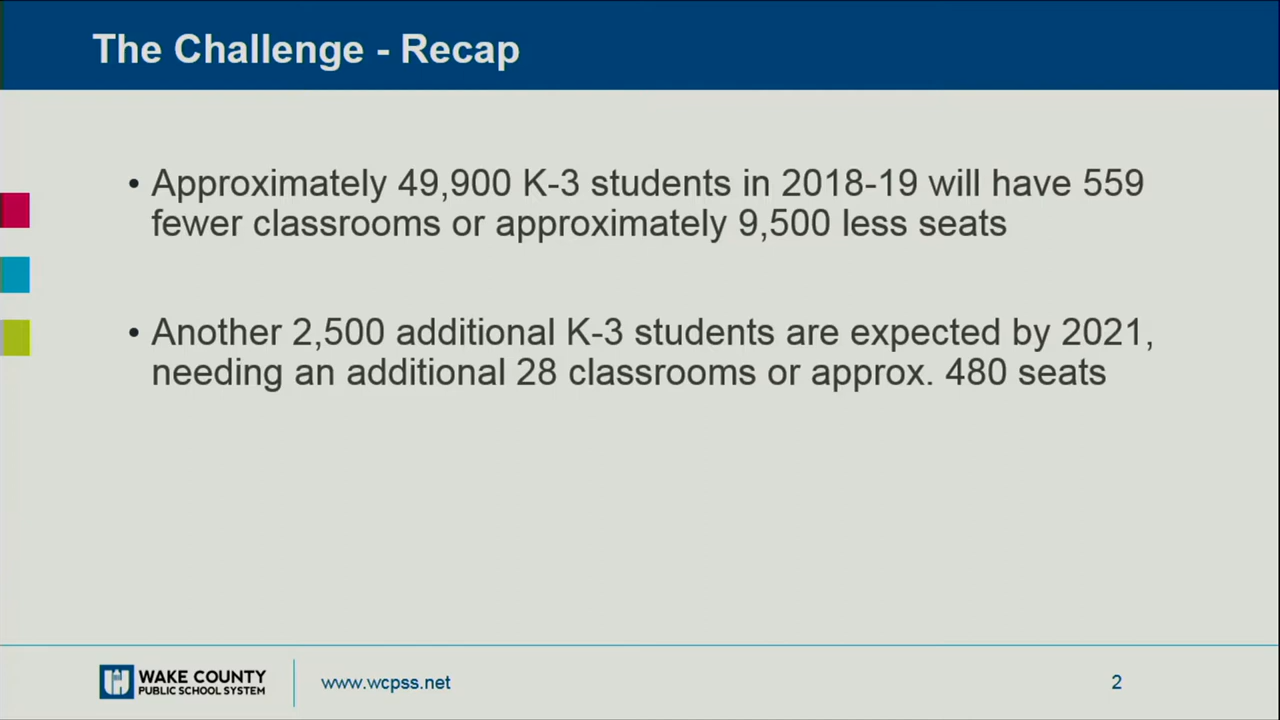 The Challenge - Recap
• Approximately 49,900 K-3 students in 2018-19 will have 559
fewer classrooms or approximately 9,500 less seats
• Another 2,500 additional K-3 students are expected by 2021,
needing an additional 28 classrooms or approx. 480 seats
WAKE COUNTY
PUBLIC SCHOOL SYSTEM
www.wcpss.net
2